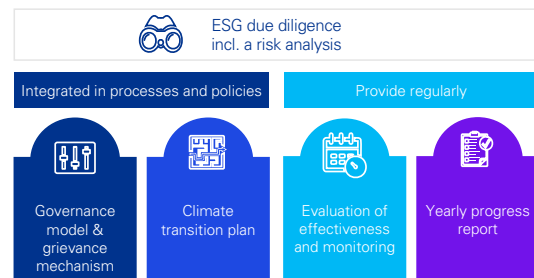 ESG due diligence
incl. a risk analysis
Integrated in processes and policies
Provide regularly
Governance
model &
grievance
mechanism
Climate
transition plan
Evaluation of
effectiveness
and monitoring
Yearly progress
report